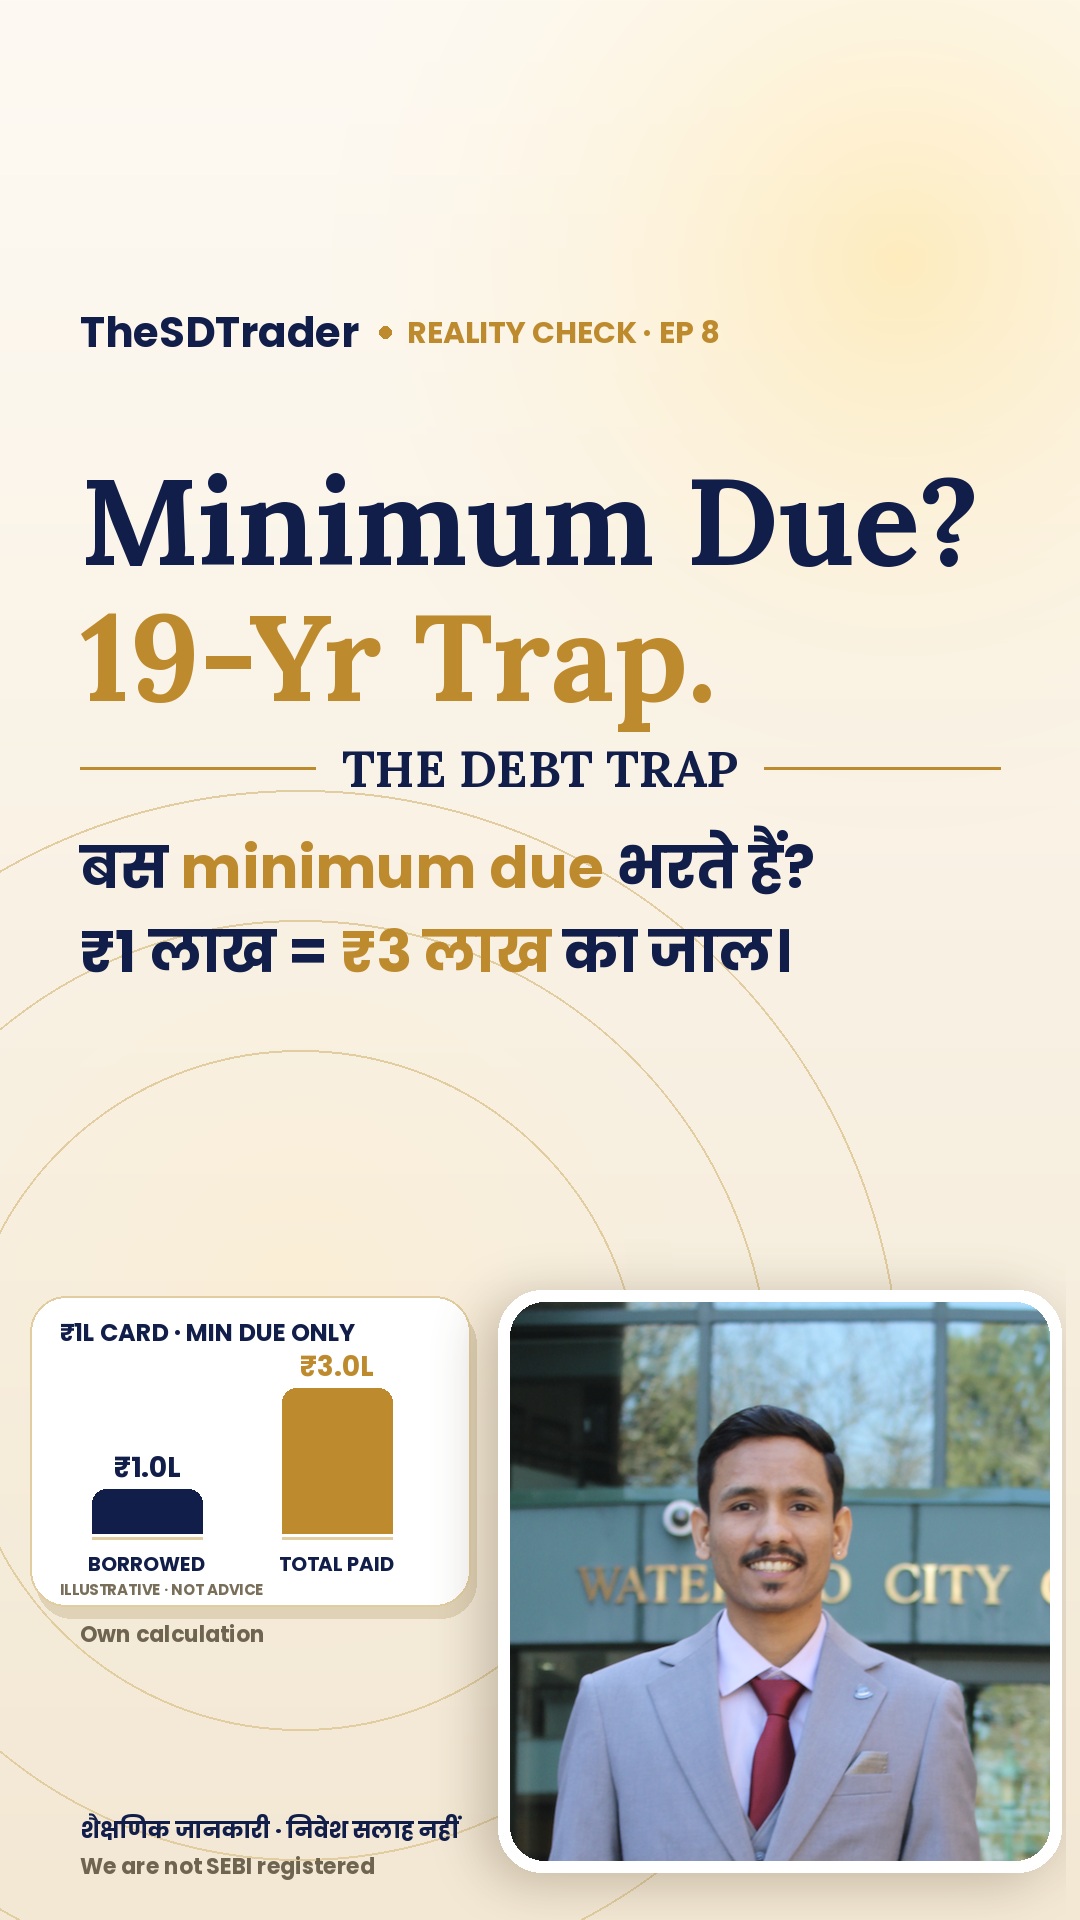 TheSDTrader • REALITY CHECK · EP 8
Minimum Due?
19-Yr Trap.
THE DEBT TRAP
बस minimum due भरते हैं?
₹1 लाख = ₹3 लाख का जाल।
₹1L CARD · MIN DUE ONLY
₹3.0L
₹1.0L
BORROWED TOTAL PAID
ILLUSTRATIVE · NOT ADVICE
Own calculation
CITY
शैक्षणिक जानकारी · निवेश सलाह नहीं
We are not SEBI registered